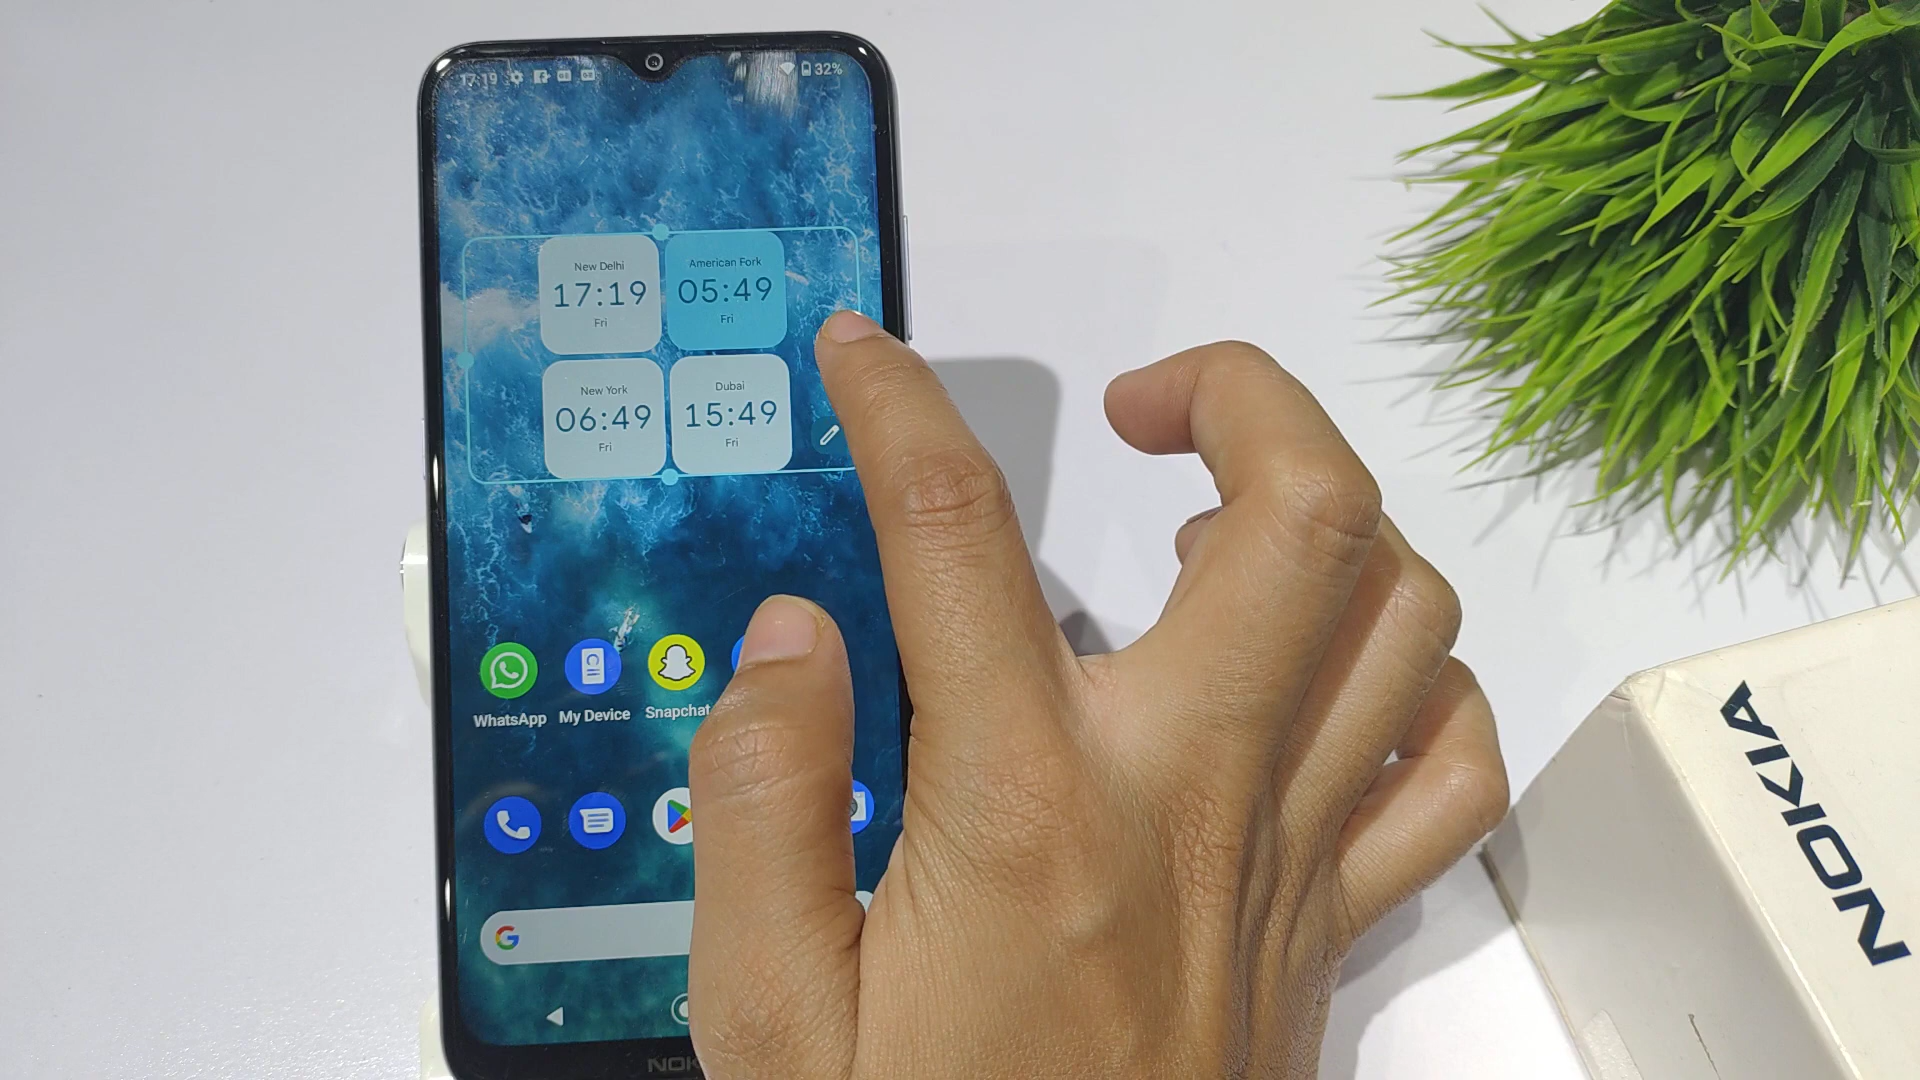 17:19
32%
New Delhi
17:19
Fri
American Fork
05:49
Fri
New York
06:49
Fri
Dubai
15:49
Fri
WhatsApp
My Device
Snapchat
G
NOKIA